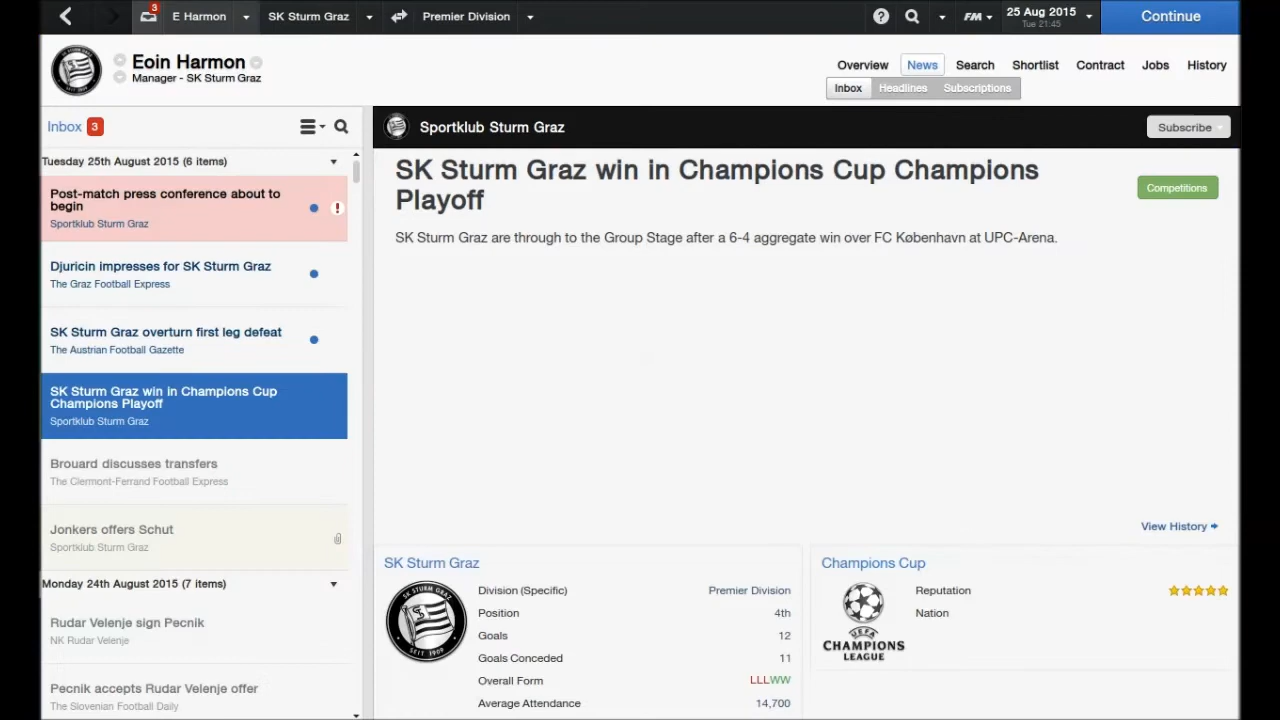 3
E Harmon
SK Sturm Graz
Premier Division
?
FM
25 Aug 2015
Tue 21:45
Continue
Eoin Harmon
Manager - SK Sturm Graz
Overview
News
Search
Shortlist
Contract
Jobs
History
Inbox
Headlines
Subscriptions
Inbox 3
Sportklub Sturm Graz
Subscribe
Tuesday 25th August 2015 (6 items)
Post-match press conference about to
begin
Sportklub Sturm Graz
!
Djuricin impresses for SK Sturm Graz
The Graz Football Express
SK Sturm Graz overturn first leg defeat
The Austrian Football Gazette
SK Sturm Graz win in Champions Cup
Champions Playoff
Sportklub Sturm Graz
Brouard discusses transfers
The Clermont-Ferrand Football Express
Jonkers offers Schut
Sportklub Sturm Graz
Monday 24th August 2015 (7 items)
Rudar Velenje sign Pecnik
NK Rudar Velenje
Pecnik accepts Rudar Velenje offer
The Slovenian Football Daily
SK Sturm Graz win in Champions Cup Champions
Playoff
Competitions
SK Sturm Graz are through to the Group Stage after a 6-4 aggregate win over FC København at UPC-Arena.
View History
SK Sturm Graz
SK STURM GRAZ
SEIT 1909
Division (Specific) Premier Division
Position 4th
Goals 12
Goals Conceded 11
Overall Form LLLWW
Average Attendance 14,700
Champions Cup
UEFA
CHAMPIONS
LEAGUE
Reputation
Nation